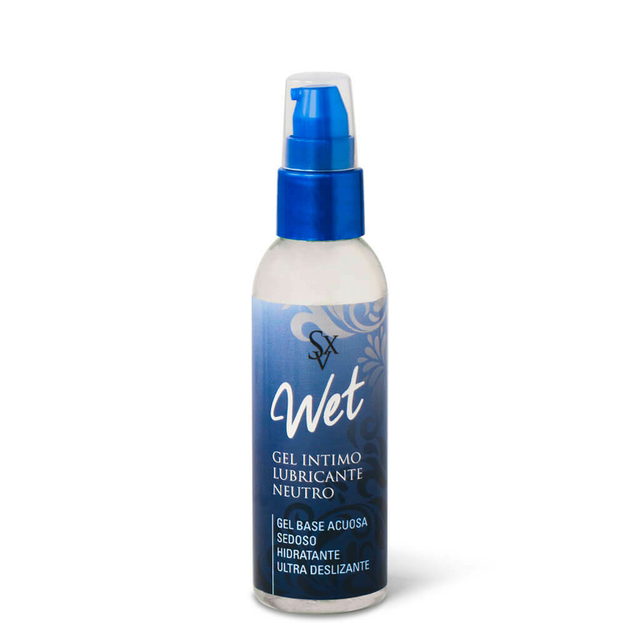 SXV
Wet
GEL INTIMO
LUBRICANTE
NEUTRO
GEL BASE ACUOSA
SEDOSO
HIDRATANTE
ULTRA DESLIZANTE